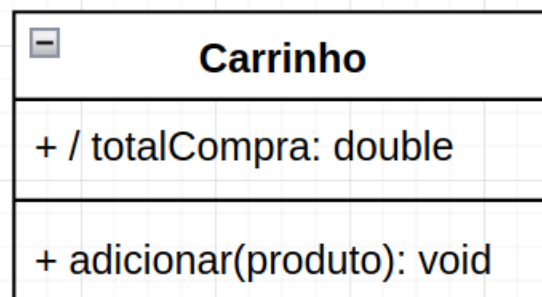 Carrinho
+ / totalCompra: double
+ adicionar(produto): void